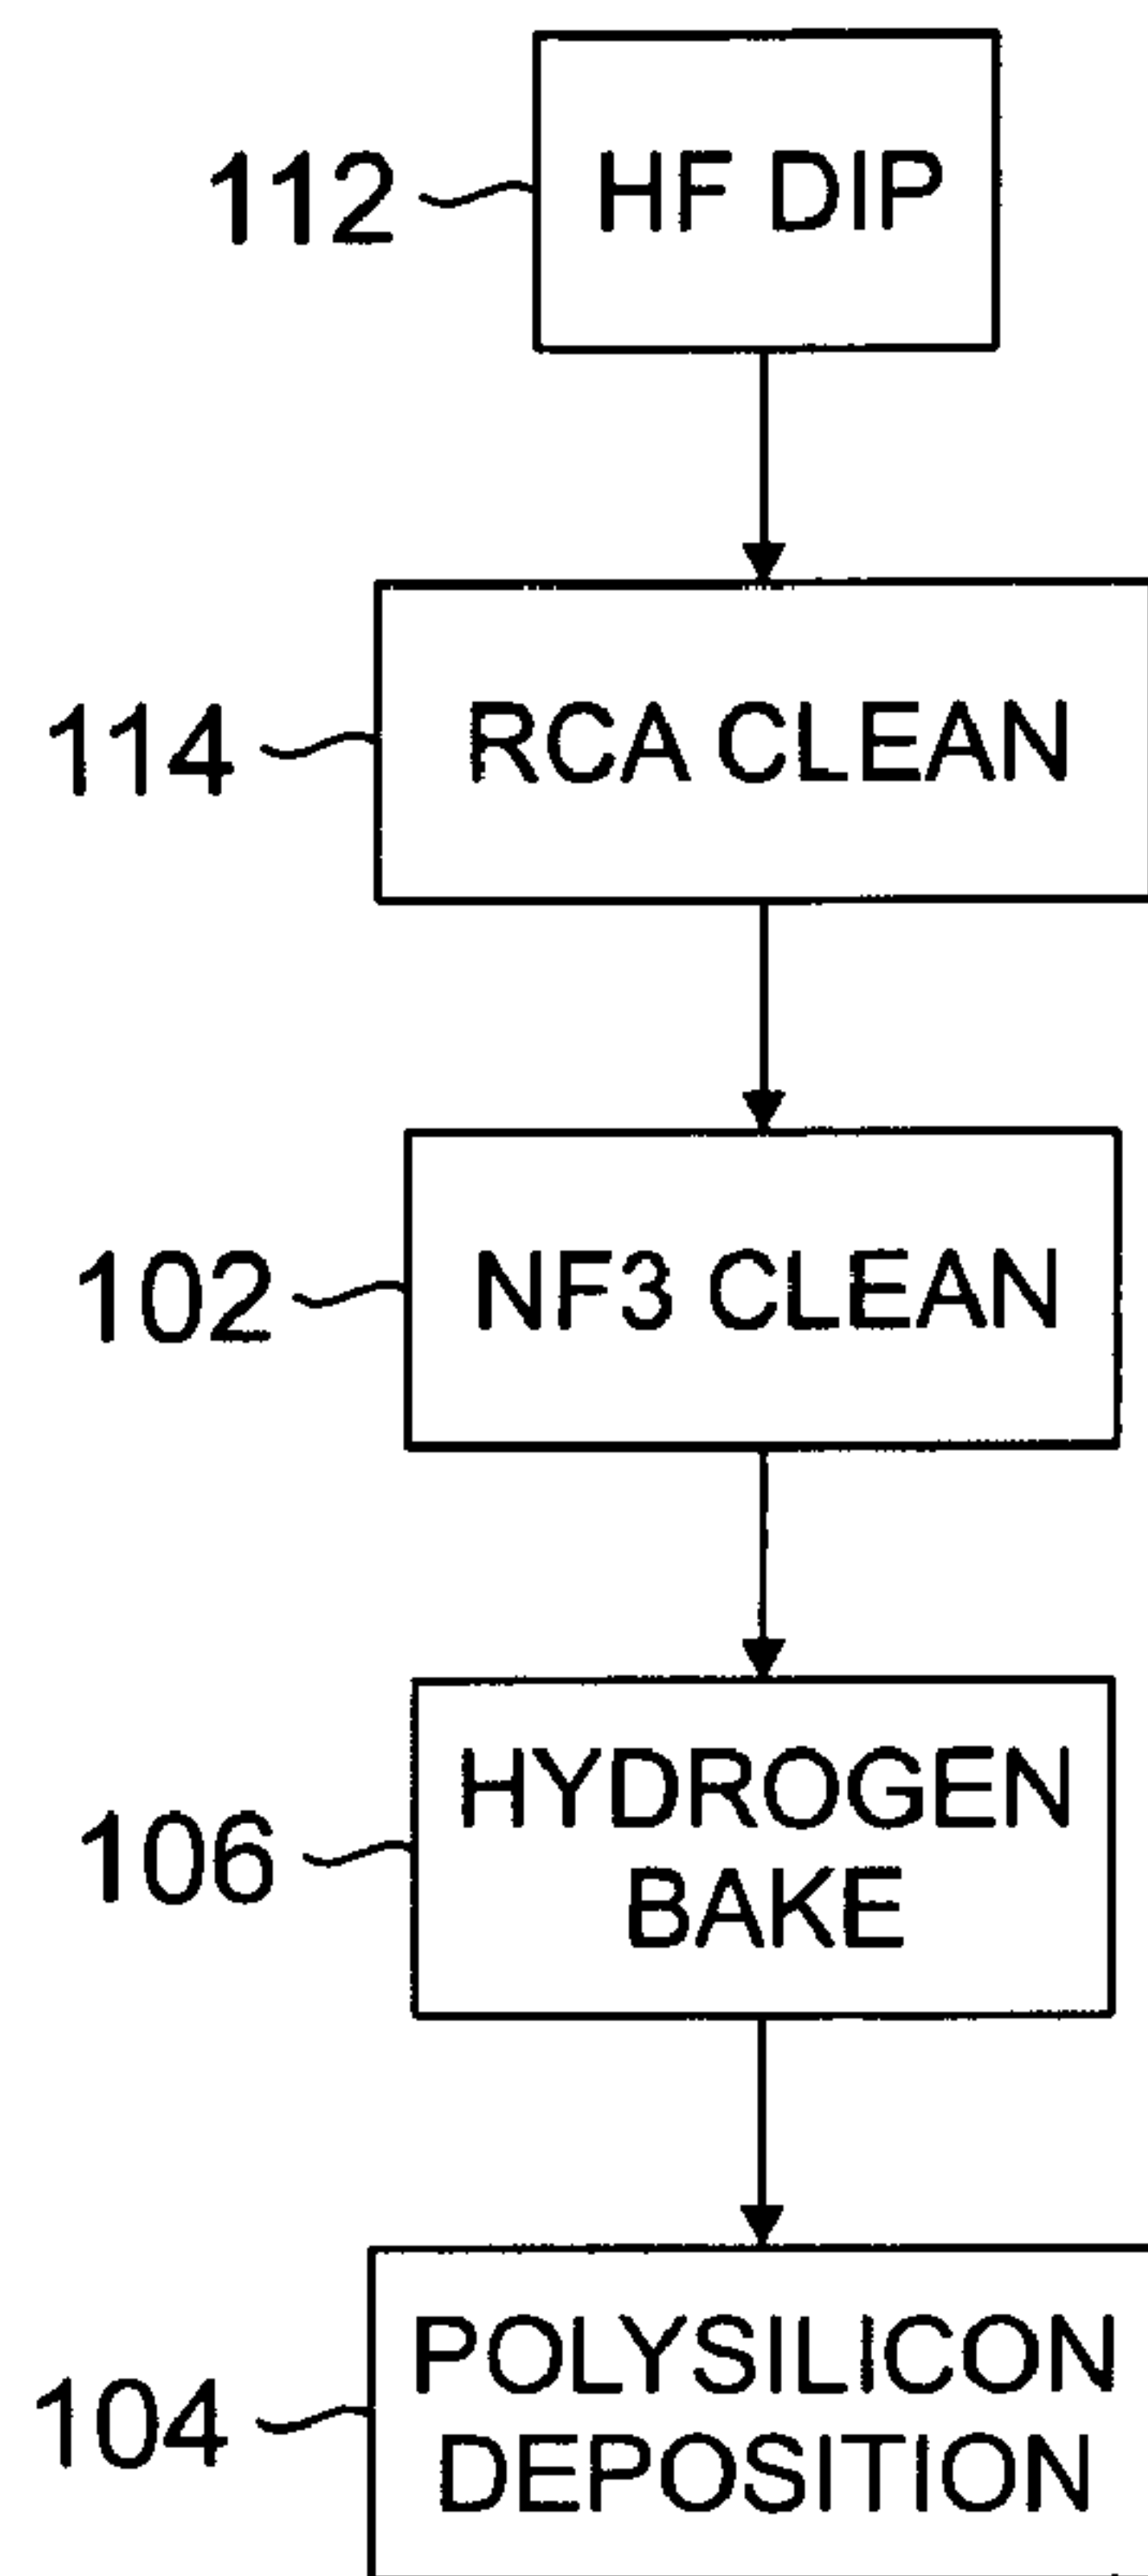 112 HF DIP
114 RCA CLEAN
102 NF3 CLEAN
HYDROGEN
106
BAKE
POLYSILICON
104
DEPOSITION